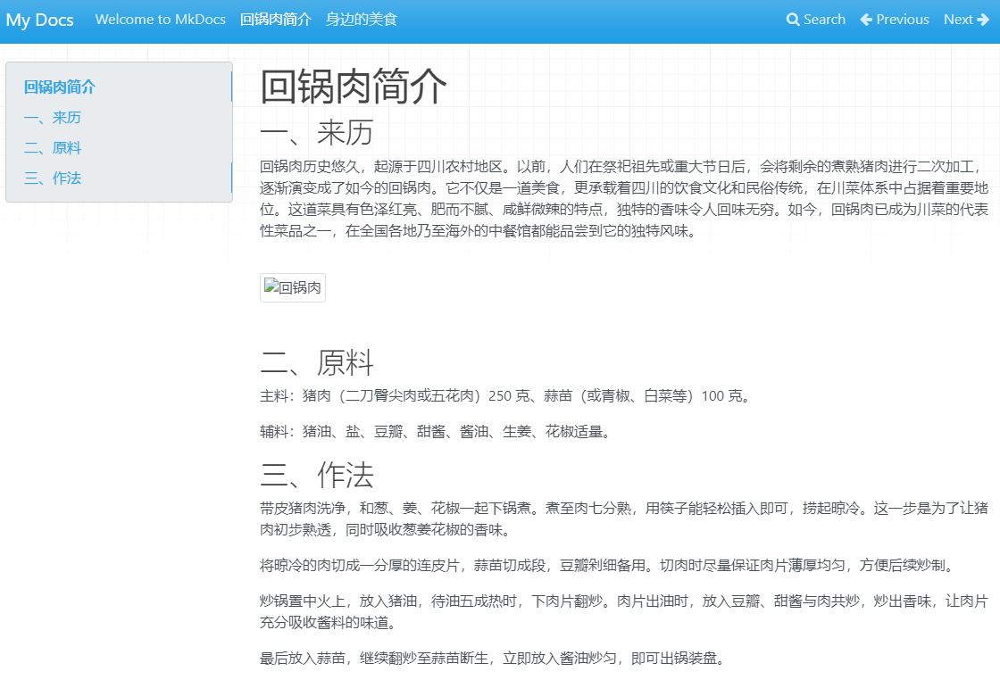 My Docs Welcome to MkDocs 回锅肉简介 身边的美食 Search Previous Next
回锅肉简介
一、来历
二、原料
三、作法
回锅肉简介
一、来历
回锅肉历史悠久，起源于四川农村地区。以前，人们在祭祀祖先或重大节日后，会将剩余的煮熟猪肉进行二次加工，
逐渐演变成了如今的回锅肉。它不仅是一道美食，更承载着四川的饮食文化和民俗传统，在川菜体系中占据着重要地
位。这道菜具有色泽红亮、肥而不腻、咸鲜微辣的特点，独特的香味令人回味无穷。如今，回锅肉已成为川菜的代表
性菜品之一，在全国各地乃至海外的中餐馆都能品尝到它的独特风味。
回锅肉
二、原料
主料：猪肉（二刀臀尖肉或五花肉）250 克、蒜苗（或青椒、白菜等）100 克。
辅料：猪油、盐、豆瓣、甜酱、酱油、生姜、花椒适量。
三、作法
带皮猪肉洗净，和葱、姜、花椒一起下锅煮。煮至肉七分熟，用筷子能轻松插入即可，捞起晾冷。这一步是为了让猪
肉初步熟透，同时吸收葱姜花椒的香味。
将晾冷的肉切成一分厚的连皮片，蒜苗切成段，豆瓣剁细备用。切肉时尽量保证肉片薄厚均匀，方便后续炒制。
炒锅置中火上，放入猪油，待油五成热时，下肉片翻炒。肉片出油时，放入豆瓣、甜酱与肉共炒，炒出香味，让肉片
充分吸收酱料的味道。
最后放入蒜苗，继续翻炒至蒜苗断生，立即放入酱油炒匀，即可出锅装盘。